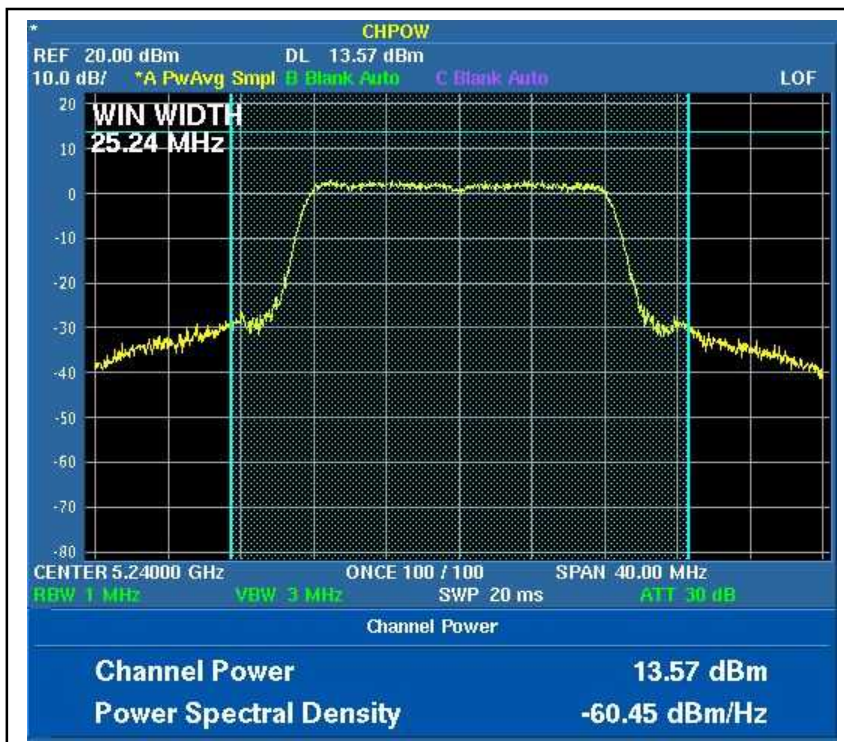 *
CHPOW
REF 20.00 dBm DL 13.57 dBm
10.0 dB/ *A PwAvg Smpl B Blank Auto C Blank Auto LOF
WIN WIDTH
25.24 MHz
20
10
0
-10
-20
-30
-40
-50
-60
-70
-80
CENTER 5.24000 GHz ONCE 100 / 100 SPAN 40.00 MHz
RBW 1 MHz VBW 3 MHz SWP 20 ms ATT 30 dB
Channel Power
Channel Power 13.57 dBm
Power Spectral Density -60.45 dBm/Hz